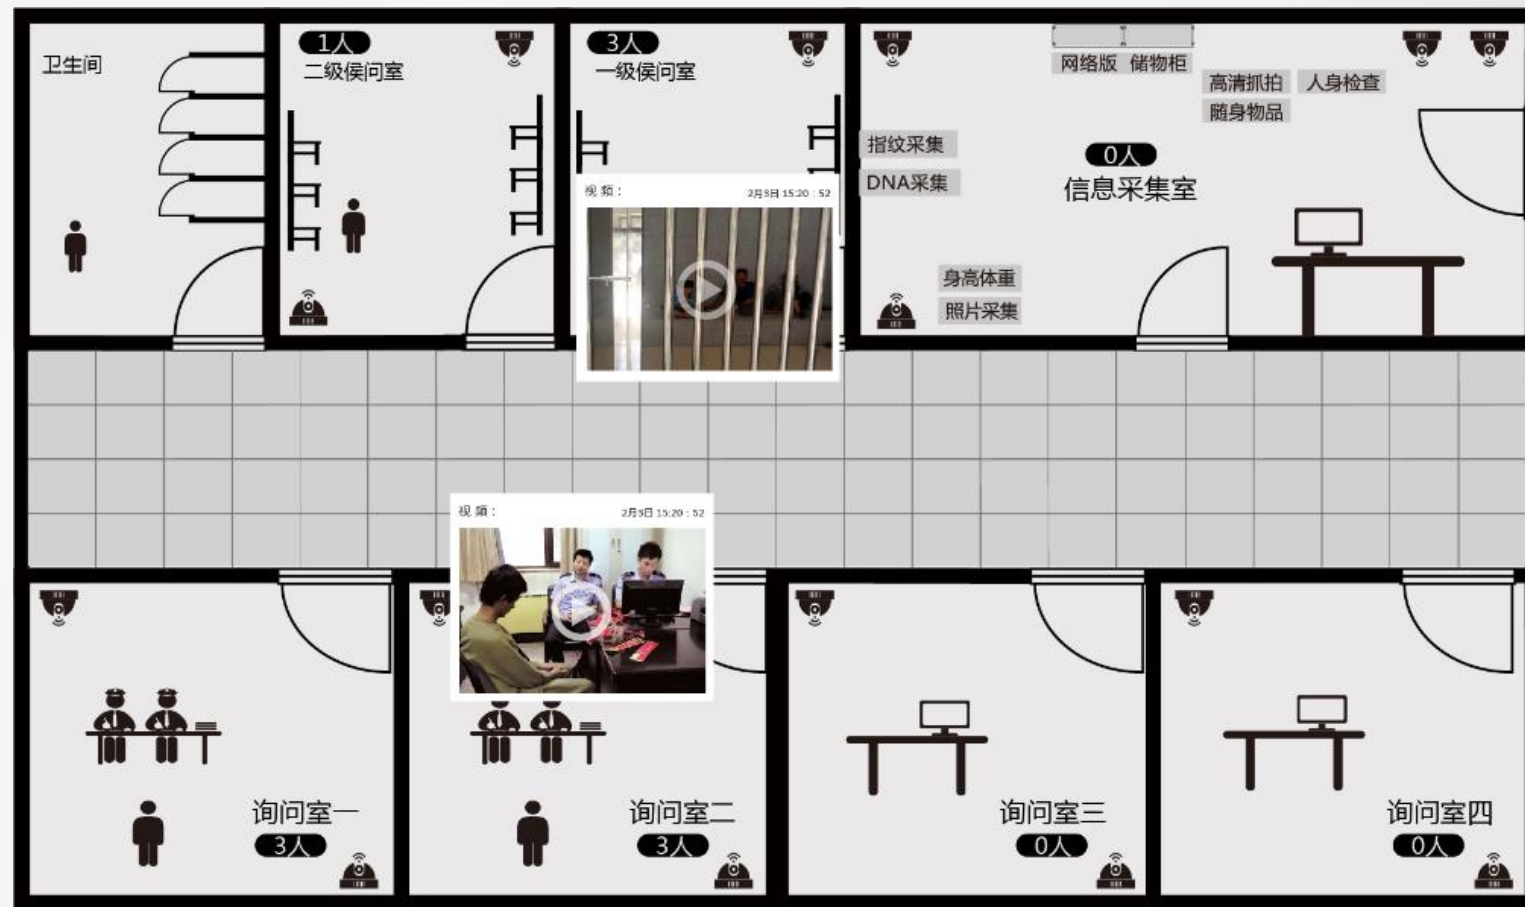 卫生间
1人
二级侯问室
3人
一级侯问室
网络版 储物柜
高清抓拍 人身检查
随身物品
指纹采集
DNA采集
0人
信息采集室
身高体重
照片采集
视 频：
2月3日 15:20：52
视 频：
2月3日 15:20：52
询问室一
3人
询问室二
3人
询问室三
0人
询问室四
0人